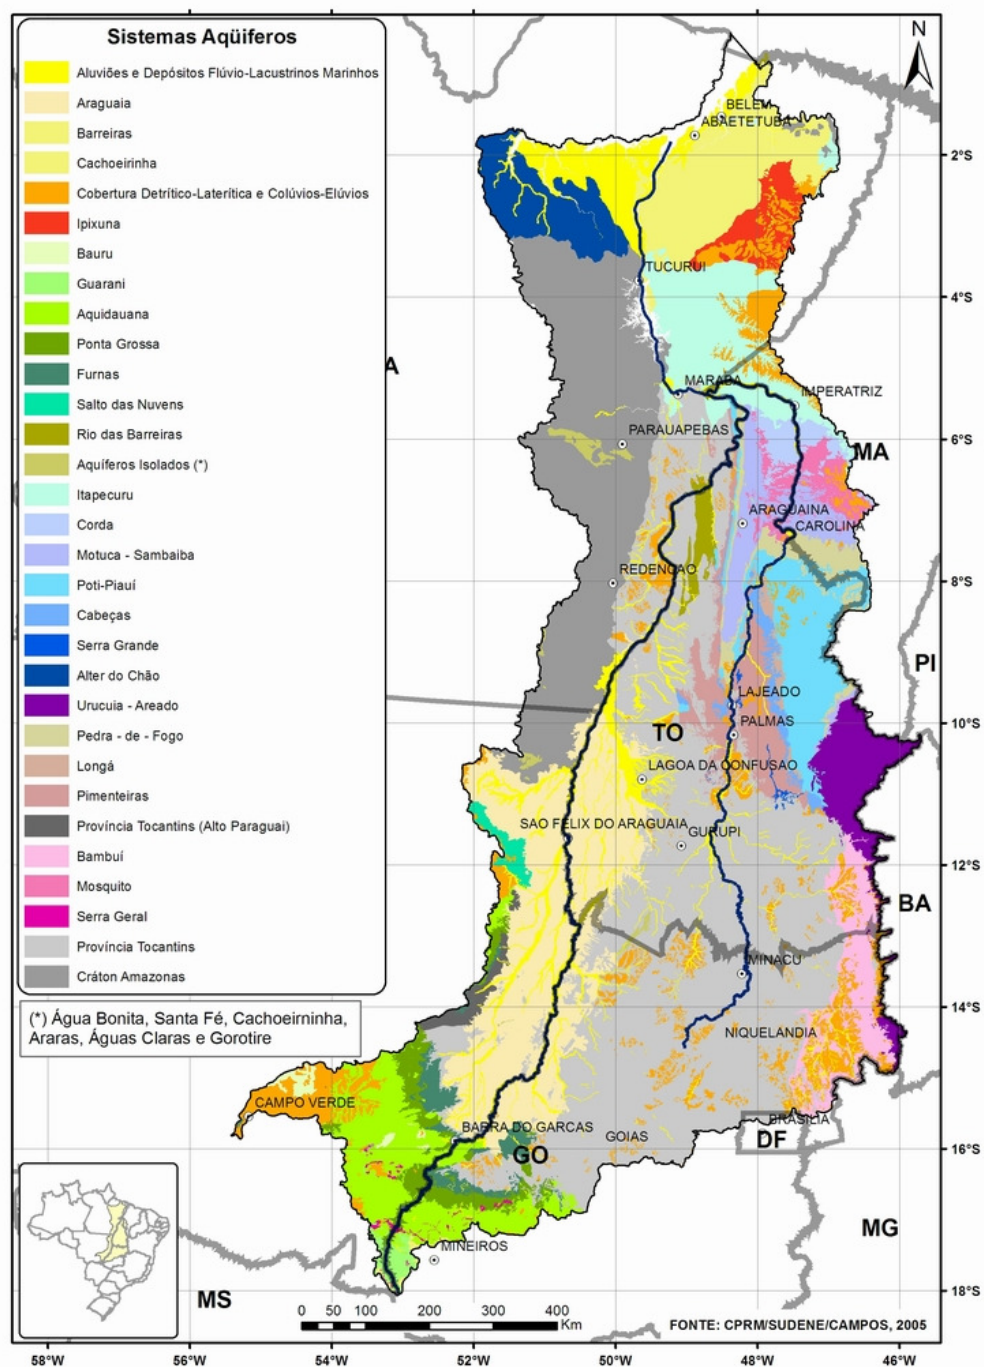 Sistemas Aqüiferos
Aluviões e Depósitos Flúvio-Lacustrinos Marinhos
Araguaia
Barreiras
Cachoeirinha
Cobertura Detrítico-Laterítica e Colúvios-Elúvios
Ipixuna
Bauru
Guarani
Aquidauana
Ponta Grossa
Furnas
Salto das Nuvens
Rio das Barreiras
Aquíferos Isolados (*)
Itapecuru
Corda
Motuca - Sambaiba
Poti-Piauí
Cabeças
Serra Grande
Alter do Chão
Urucuia - Areado
Pedra - de - Fogo
Longá
Pimenteiras
Província Tocantins (Alto Paraguai)
Bambuí
Mosquito
Serra Geral
Província Tocantins
Cráton Amazonas
(*) Água Bonita, Santa Fé, Cachoeirninha,
Araras, Águas Claras e Gorotire
N
BELEM
ABAETETUBA
2°S
TUCURUI
4°S
A
MARABA
IMPERATRIZ
PARAUAPEBAS
6°S
MA
ARAGUAINA
CAROLINA
REDENÇAO
8°S
PI
LAJEADO
PALMAS
10°S
TO
LAGOA DA CONFUSAO
SAO FELIX DO ARAGUAIA
GURUPI
12°S
BA
MINACU
14°S
NIQUELANDIA
CAMPO VERDE
BARRA DO GARCAS
GOIAS
BRASILIA
DF
16°S
GO
MG
MINEIROS
MS
18°S
0 50 100 200 300 400
Km
FONTE: CPRM/SUDENE/CAMPOS, 2005
58°W 56°W 54°W 52°W 50°W 48°W 46°W